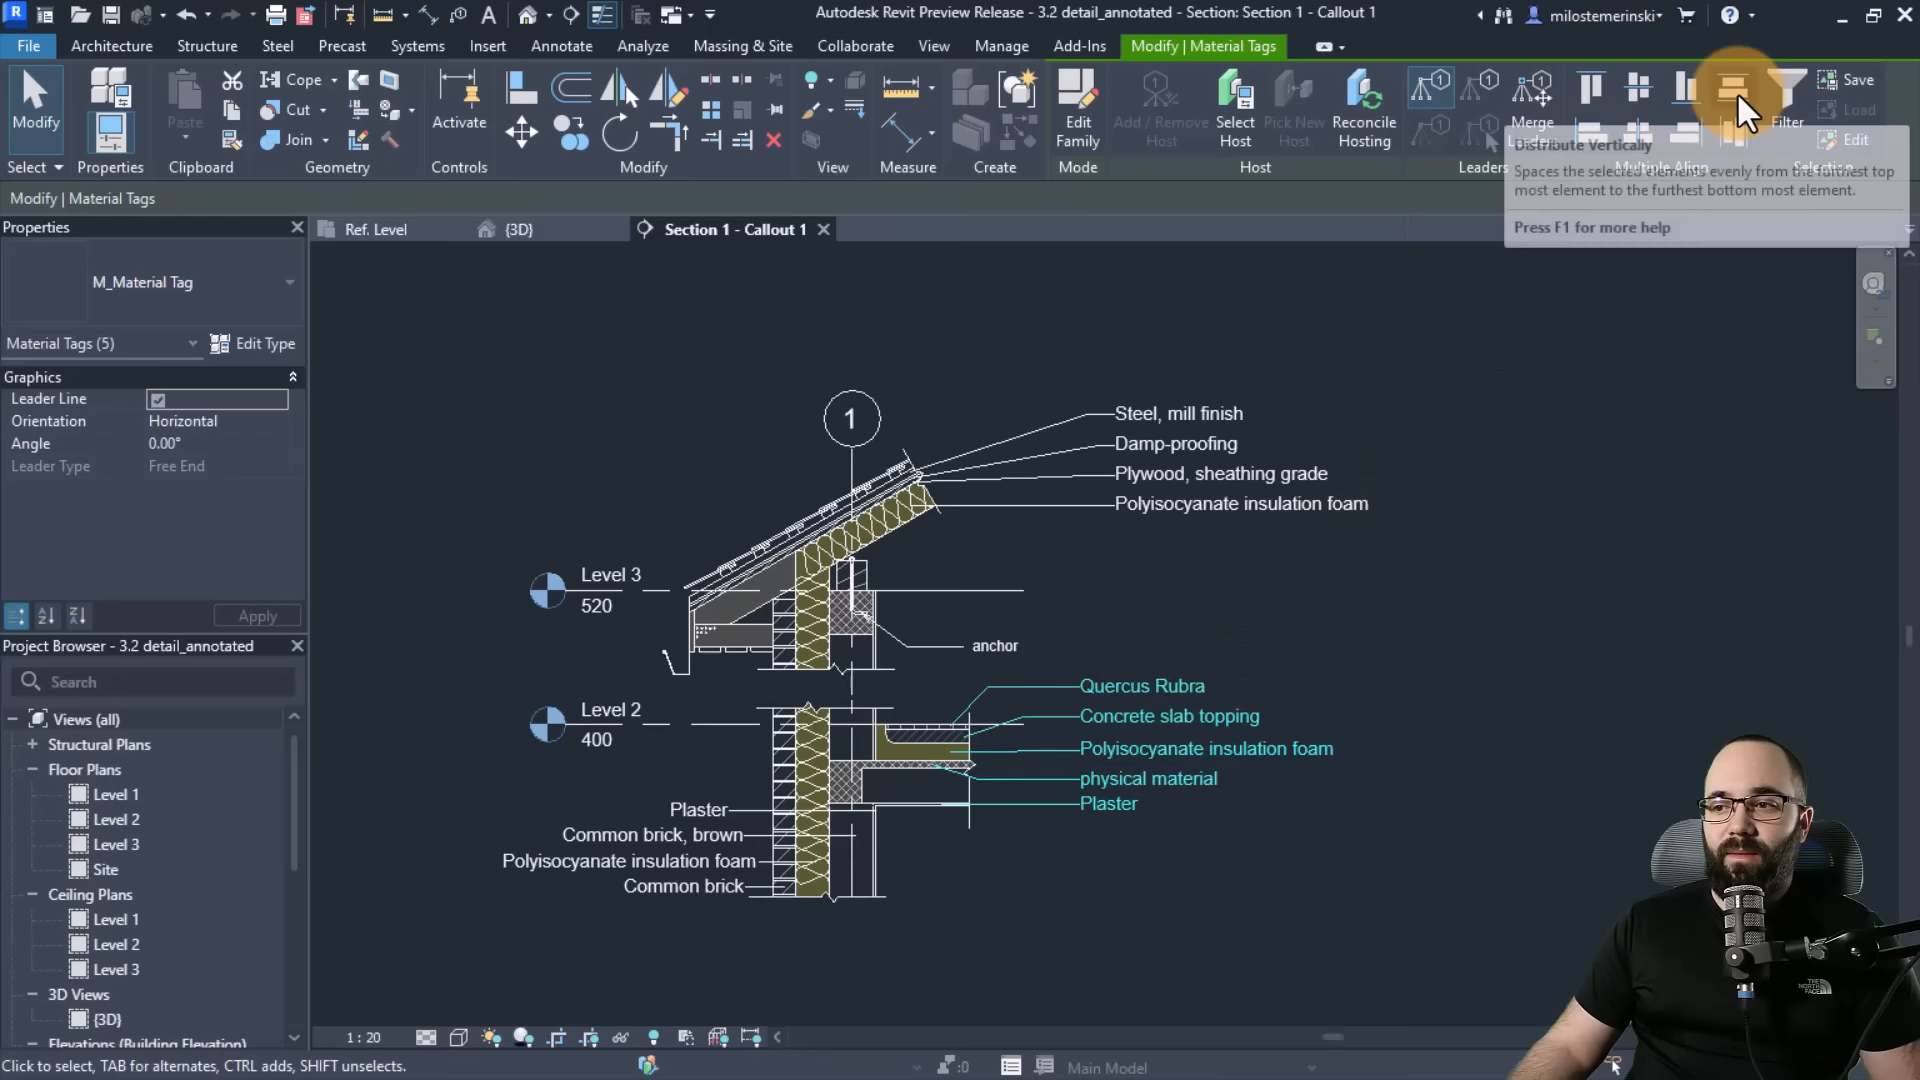 Autodesk Revit Preview Release - 3.2 detail_annotated - Section: Section 1 - Callout 1
milostemerinski
File
Architecture
Structure
Steel
Precast
Systems
Insert
Annotate
Analyze
Massing & Site
Collaborate
View
Manage
Add-Ins
Modify | Material Tags
Modify
Select
Properties
Paste
Clipboard
Cope
Cut
Join
Geometry
Activate
Controls
Modify
View
Measure
Create
Edit
Family
Mode
Add / Remove
Host
Select
Host
Pick New
Host
Reconcile
Hosting
Host
Merge
Leaders
Multiple Align
Filter
Save
Load
Edit
Selection
Distribute Vertically
Spaces the selected elements evenly from the furthest top
most element to the furthest bottom most element.
Press F1 for more help
Modify | Material Tags
Properties
M_Material Tag
Material Tags (5)
Edit Type
Graphics
Leader Line
Orientation
Horizontal
Angle
0.00°
Leader Type
Free End
Apply
Project Browser - 3.2 detail_annotated
Search
Views (all)
Structural Plans
Floor Plans
Level 1
Level 2
Level 3
Site
Ceiling Plans
Level 1
Level 2
Level 3
3D Views
{3D}
Elevations (Building Elevation)
Ref. Level
{3D}
Section 1 - Callout 1
1
Steel, mill finish
Damp-proofing
Plywood, sheathing grade
Polyisocyanate insulation foam
Level 3
520
anchor
Quercus Rubra
Concrete slab topping
Polyisocyanate insulation foam
physical material
Plaster
Level 2
400
Plaster
Common brick, brown
Polyisocyanate insulation foam
Common brick
1 : 20
Click to select, TAB for alternates, CTRL adds, SHIFT unselects.
:0
Main Model
THE
NORTH
FACE